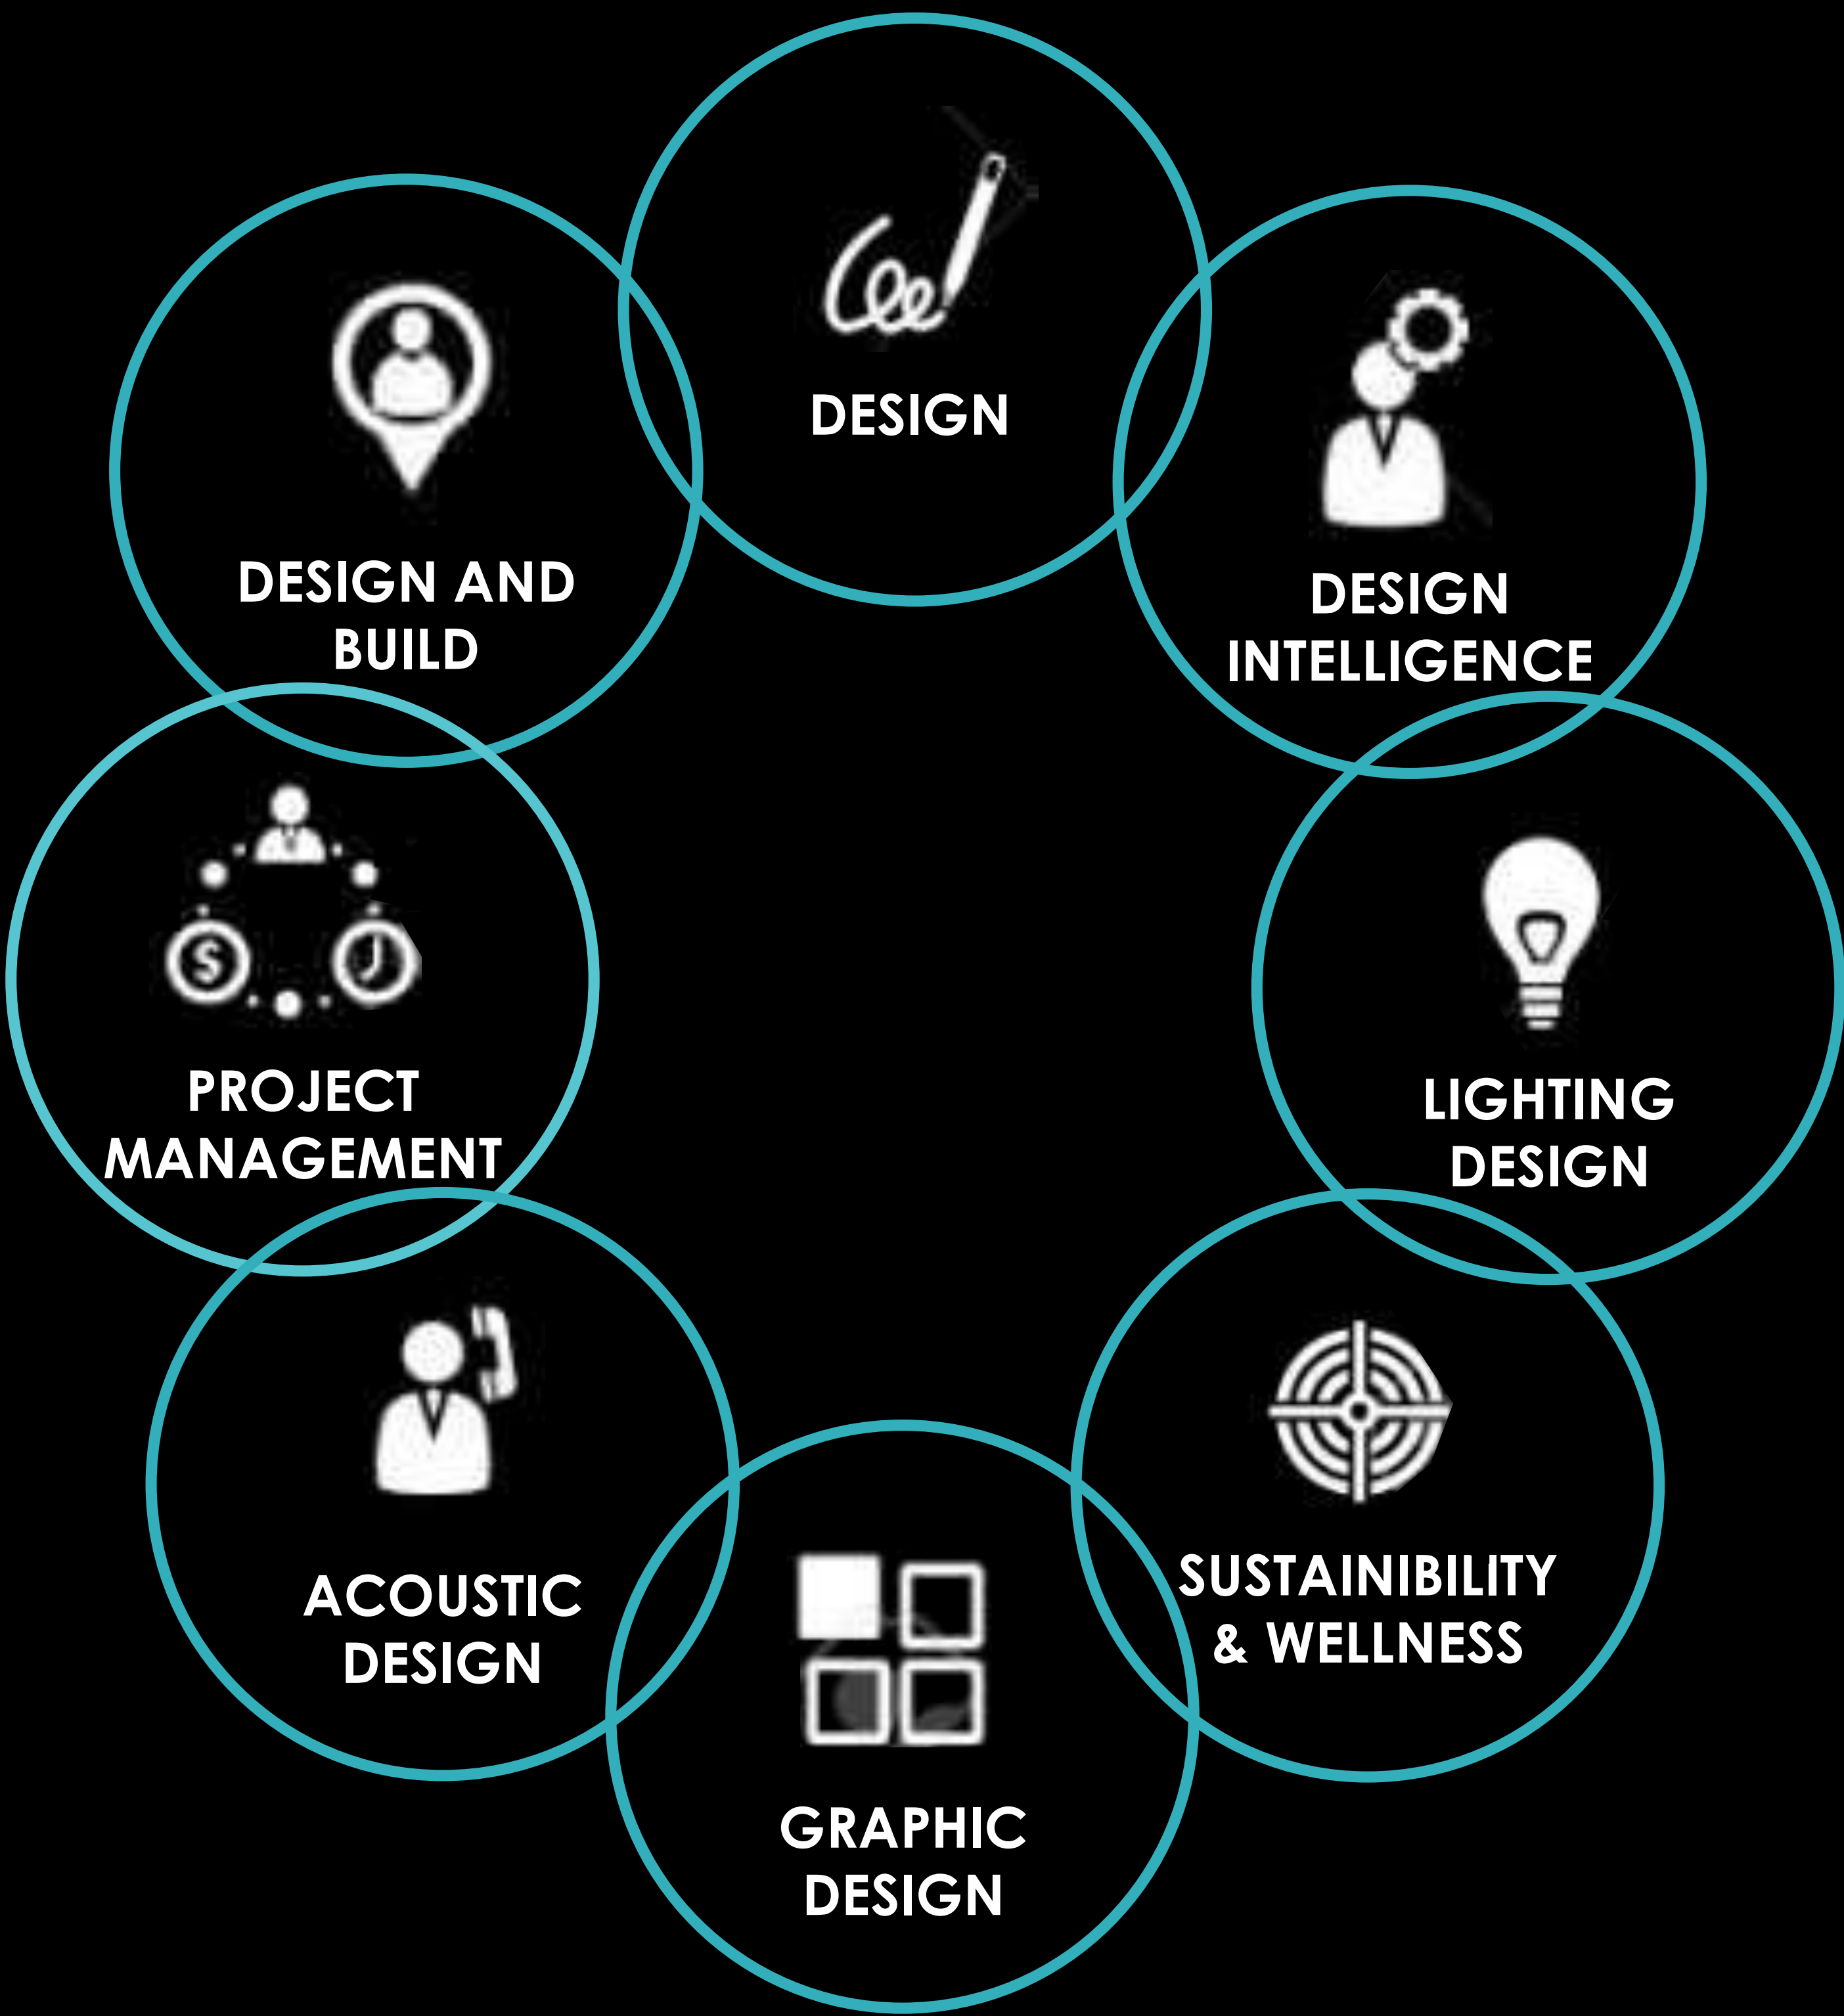 DESIGN
DESIGN AND
BUILD
DESIGN
INTELLIGENCE
PROJECT
MANAGEMENT
$
LIGHTING
DESIGN
ACOUSTIC
DESIGN
SUSTAINIBILITY
& WELLNESS
GRAPHIC
DESIGN